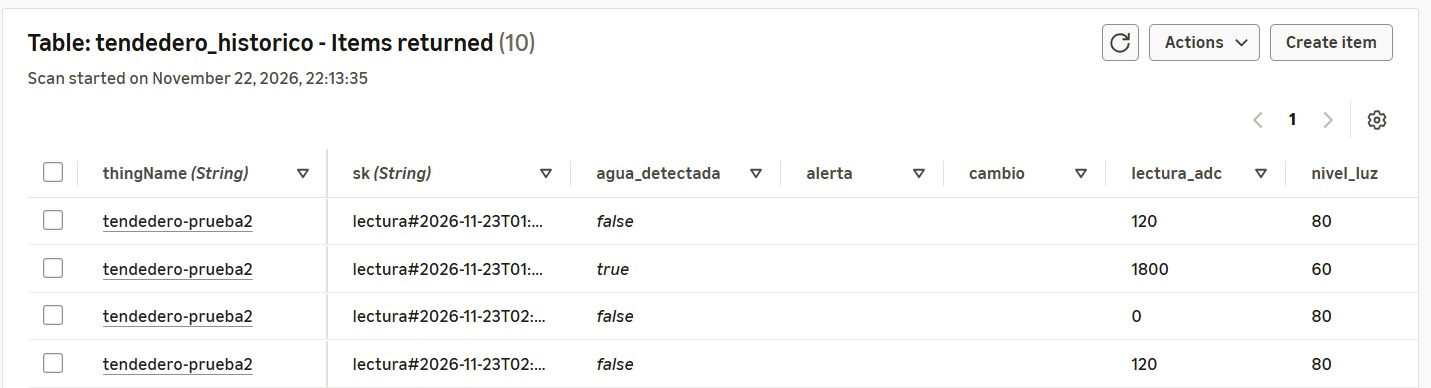 Table: tendedero_historico - Items returned (10)
Actions
Create item
Scan started on November 22, 2026, 22:13:35
1
thingName (String) sk (String) agua_detectada alerta cambio lectura_adc nivel_luz
tendedero-prueba2 lectura#2026-11-23T01:... false 120 80
tendedero-prueba2 lectura#2026-11-23T01:... true 1800 60
tendedero-prueba2 lectura#2026-11-23T02:... false 0 80
tendedero-prueba2 lectura#2026-11-23T02:... false 120 80